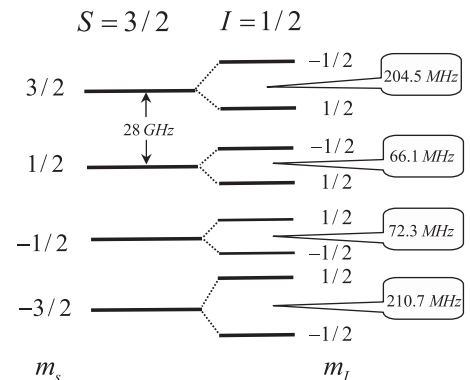 S = 3/2 I = 1/2
3/2 −1/2 204.5 MHz
1/2
28 GHz
1/2 −1/2 66.1 MHz
1/2
−1/2 1/2 72.3 MHz
−1/2
−3/2 1/2 210.7 MHz
−1/2
m_s m_I